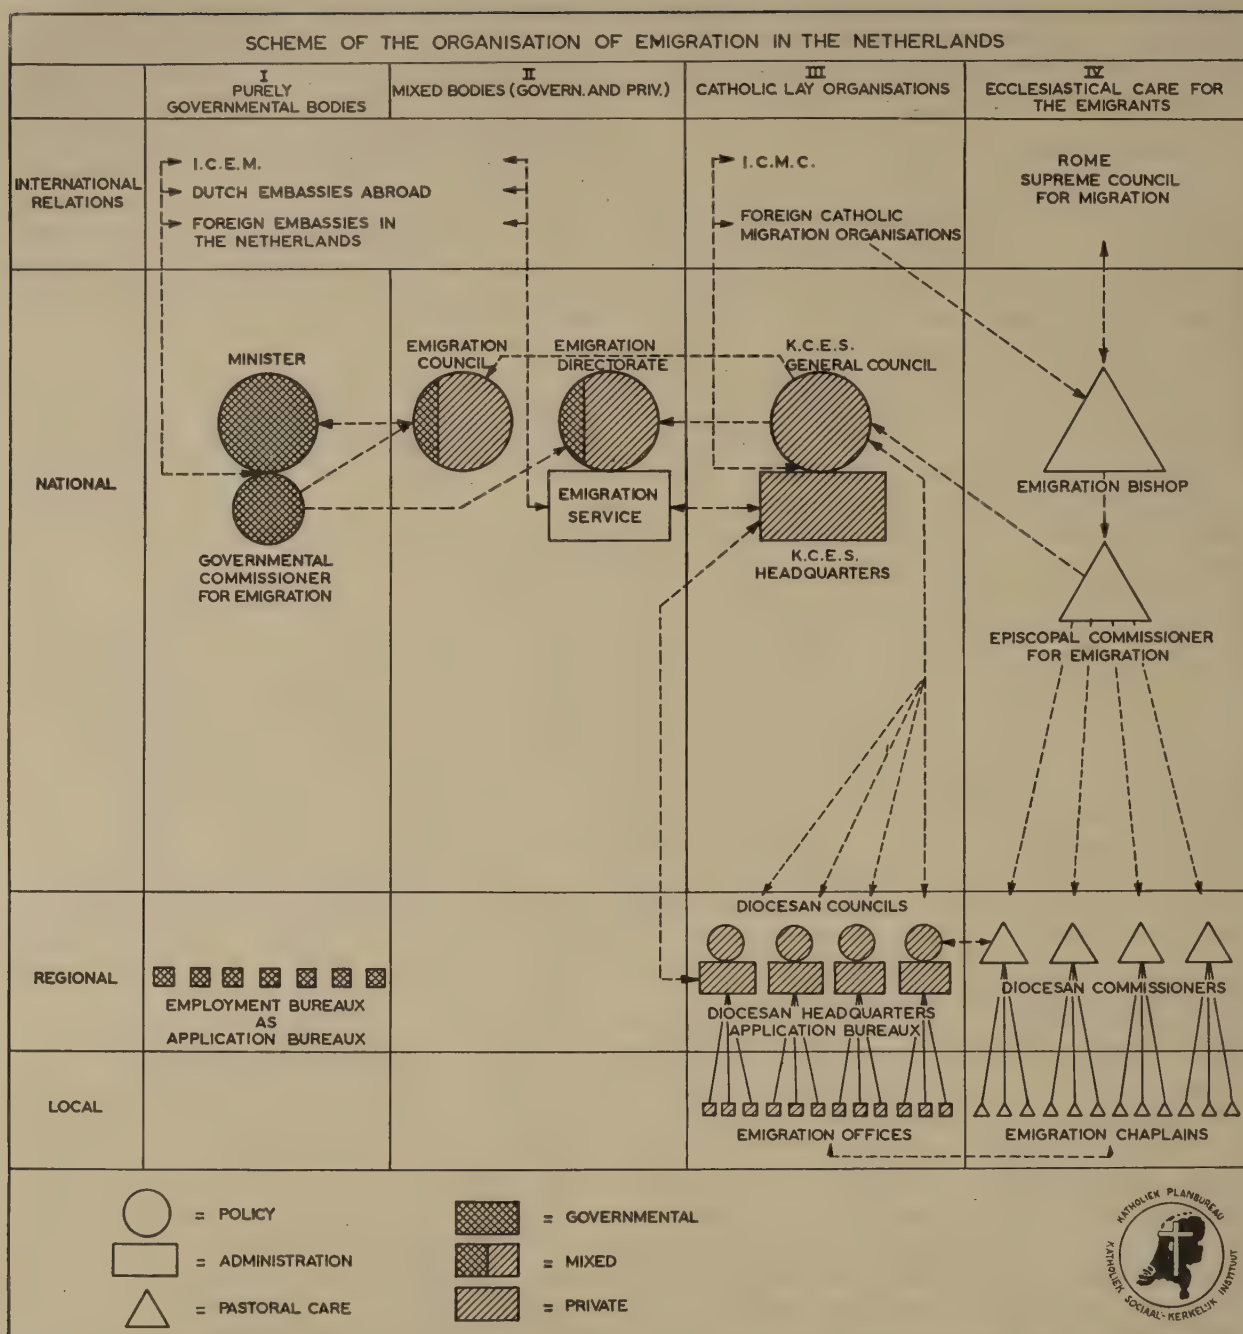 SCHEME OF THE ORGANISATION OF EMIGRATION IN THE NETHERLANDS
I
PURELY
GOVERNMENTAL BODIES
II
MIXED BODIES (GOVERN. AND PRIV.)
III
CATHOLIC LAY ORGANISATIONS
IV
ECCLESIASTICAL CARE FOR
THE EMIGRANTS
INTERNATIONAL
RELATIONS
I.C.E.M.
DUTCH EMBASSIES ABROAD
FOREIGN EMBASSIES IN
THE NETHERLANDS
I.C.M.C.
FOREIGN CATHOLIC
MIGRATION ORGANISATIONS
ROME
SUPREME COUNCIL
FOR MIGRATION
NATIONAL
MINISTER
GOVERNMENTAL
COMMISSIONER
FOR EMIGRATION
EMIGRATION
COUNCIL
EMIGRATION
DIRECTORATE
EMIGRATION
SERVICE
K.C.E.S.
GENERAL COUNCIL
K.C.E.S.
HEADQUARTERS
EMIGRATION BISHOP
EPISCOPAL COMMISSIONER
FOR EMIGRATION
REGIONAL
EMPLOYMENT BUREAUX
AS
APPLICATION BUREAUX
DIOCESAN COUNCILS
DIOCESAN HEADQUARTERS
APPLICATION BUREAUX
DIOCESAN COMMISSIONERS
LOCAL
EMIGRATION OFFICES
EMIGRATION CHAPLAINS
= POLICY
= ADMINISTRATION
= PASTORAL CARE
= GOVERNMENTAL
= MIXED
= PRIVATE
KATHOLIEK PLANBUREAU
KATHOLIEK SOCIAAL-KERKELIJK INSTITUUT